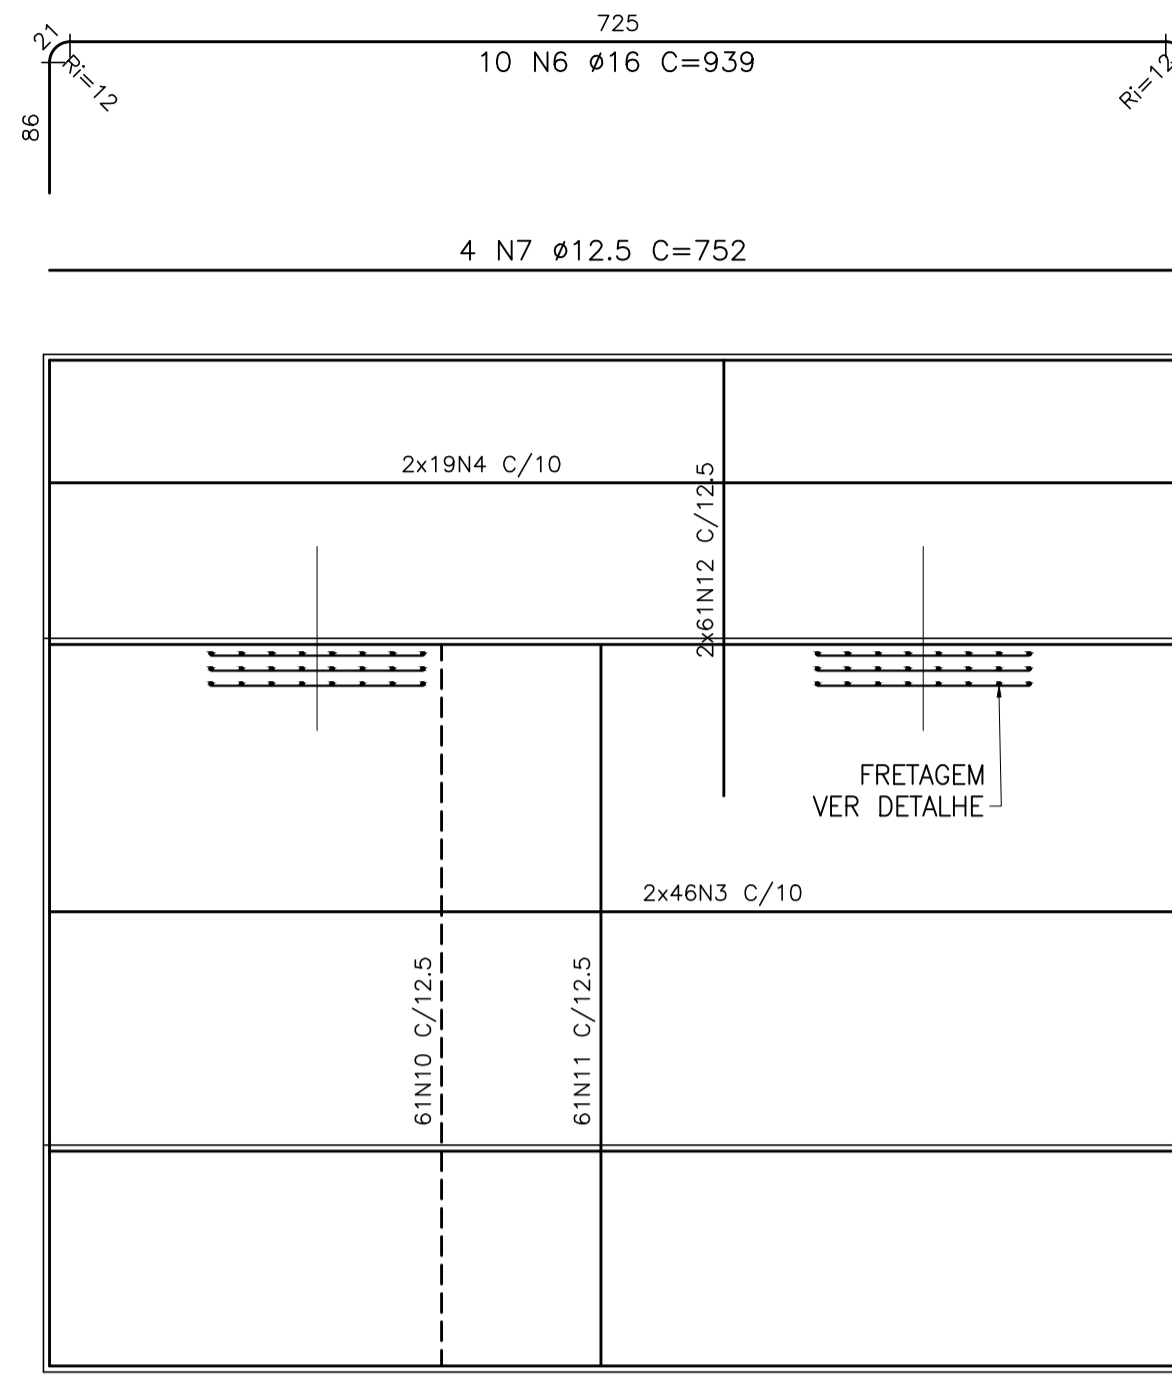 725
21
10 N6 ø16 C=939
Ri=12
Ri=12
86
4 N7 ø12.5 C=752
2x19N4 C/10
2x61N12 C/12.5
FRETAGEM
VER DETALHE
2x46N3 C/10
61N10 C/12.5
61N11 C/12.5